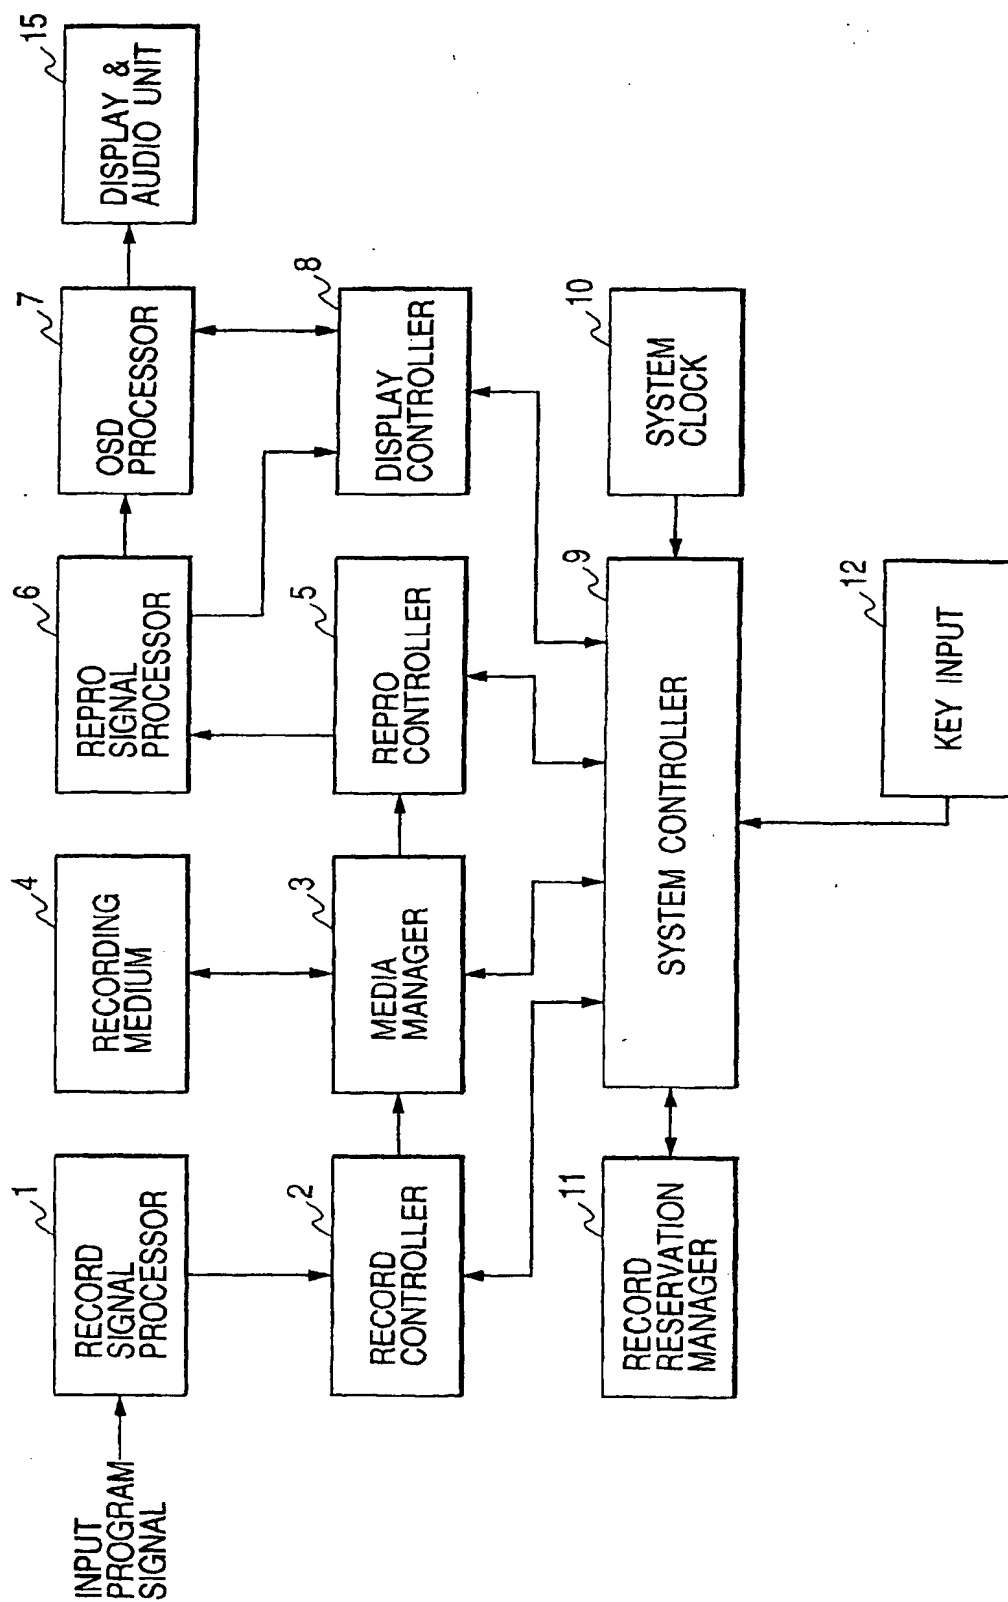 INPUT
PROGRAM
SIGNAL
1
RECORD
SIGNAL
PROCESSOR
4
RECORDING
MEDIUM
6
REPRO
SIGNAL
PROCESSOR
7
OSD
PROCESSOR
15
DISPLAY &
AUDIO UNIT
2
RECORD
CONTROLLER
3
MEDIA
MANAGER
5
REPRO
CONTROLLER
8
DISPLAY
CONTROLLER
11
RECORD
RESERVATION
MANAGER
9
SYSTEM CONTROLLER
10
SYSTEM
CLOCK
12
KEY INPUT